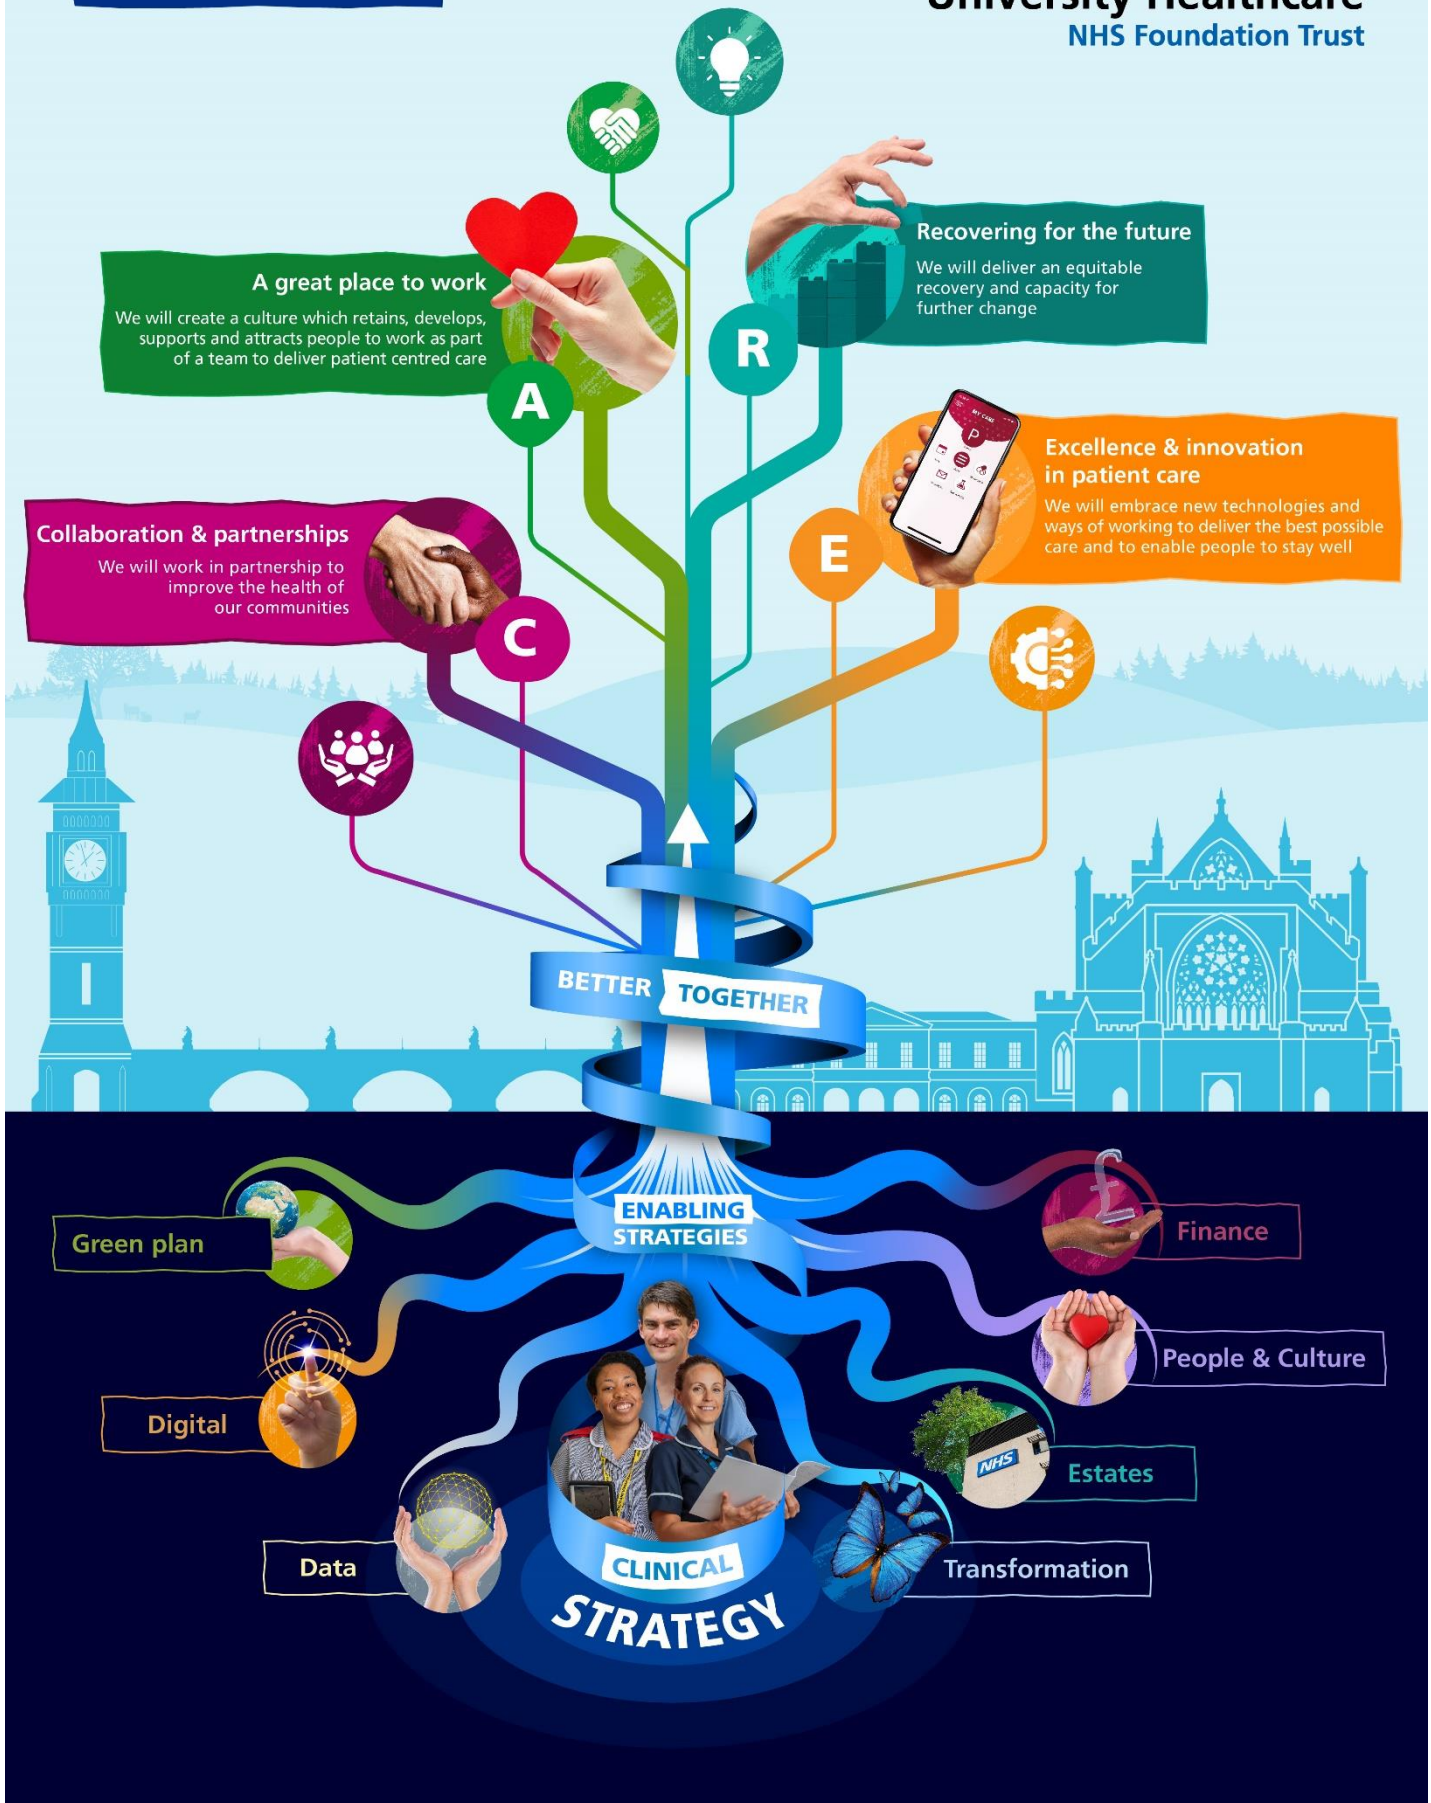 University Healthcare
NHS Foundation Trust
Recovering for the future
We will deliver an equitable
recovery and capacity for
further change
R
A great place to work
We will create a culture which retains, develops,
supports and attracts people to work as part
of a team to deliver patient centred care
A
MY CARE
P
Excellence & innovation
in patient care
We will embrace new technologies and
ways of working to deliver the best possible
care and to enable people to stay well
E
Collaboration & partnerships
We will work in partnership to
improve the health of
our communities
C
BETTER TOGETHER
ENABLING
STRATEGIES
Green plan
£
Finance
People & Culture
Digital
NHS
Estates
Data
Transformation
CLINICAL
STRATEGY